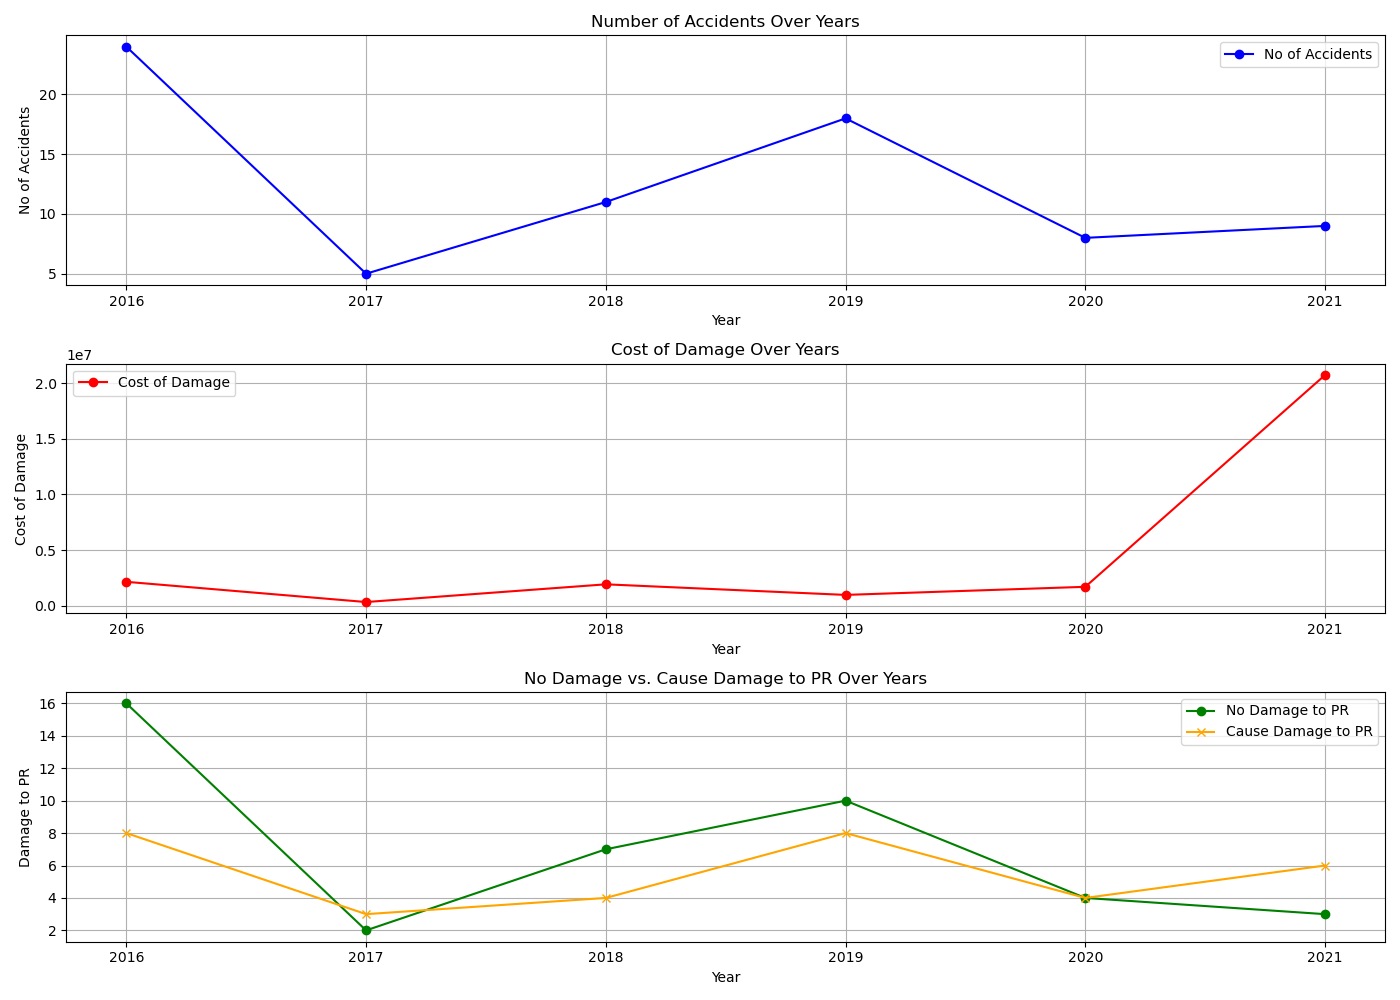 Number of Accidents Over Years
No of Accidents
No of Accidents
20
15
10
5
2016 2017 2018 2019 2020 2021
Year
1e7
Cost of Damage Over Years
Cost of Damage
Cost of Damage
2.0
1.5
1.0
0.5
0.0
2016 2017 2018 2019 2020 2021
Year
No Damage vs. Cause Damage to PR Over Years
No Damage to PR
Cause Damage to PR
Damage to PR
16
14
12
10
8
6
4
2
2016 2017 2018 2019 2020 2021
Year